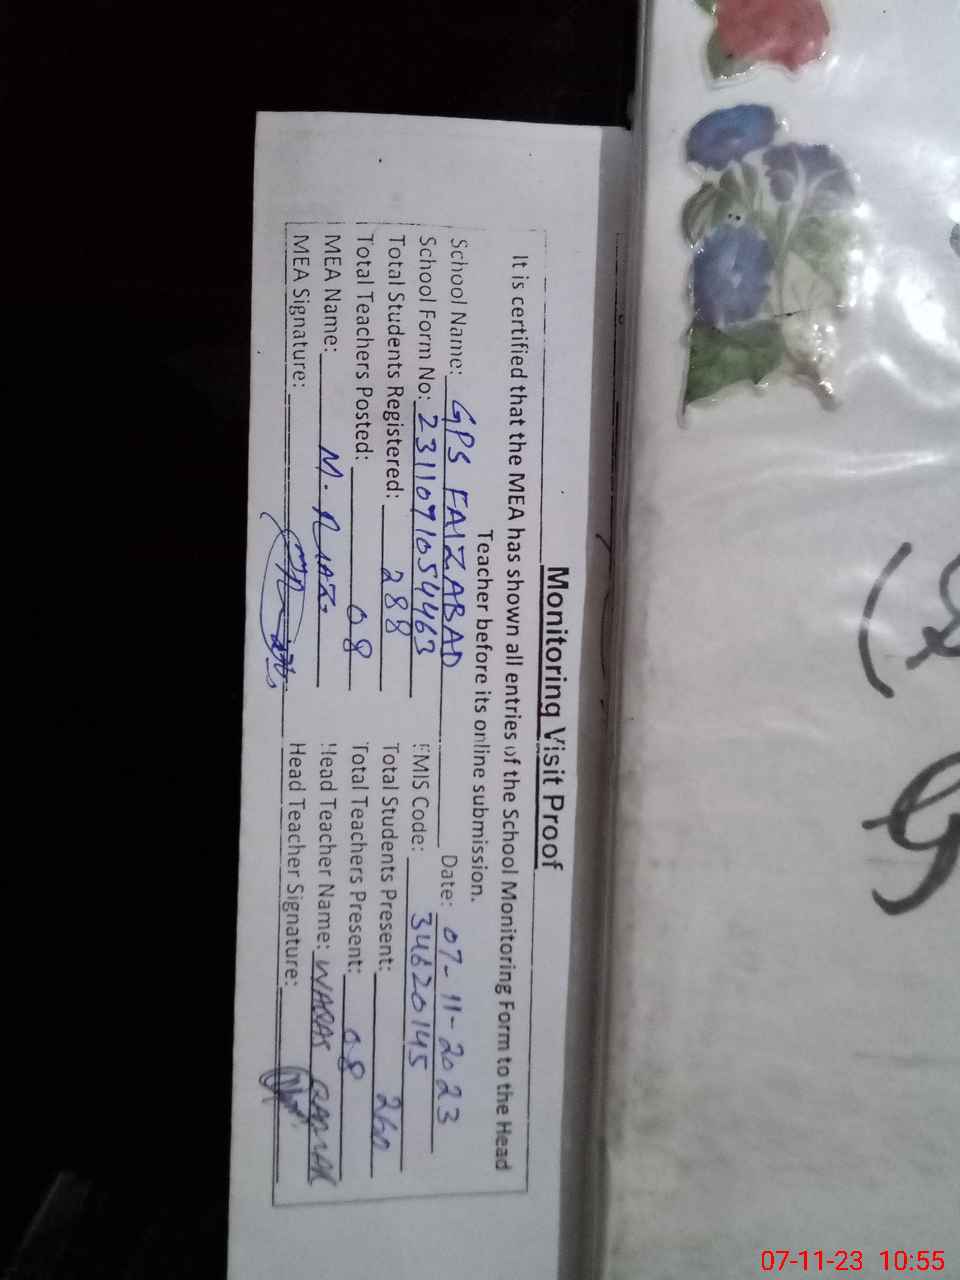 Monitoring Visit Proof
It is certified that the MEA has shown all entries of the School Monitoring Form to the Head
Teacher before its online submission.
School Name: GPS FAIZABAD Date: 07-11-2023
School Form No: 2311071054463 EMIS Code: 34620145
Total Students Registered: 288 Total Students Present: 260
Total Teachers Posted: 08 Total Teachers Present: 08
MEA Name: M. RIAZ Head Teacher Name: WARAS
MEA Signature: Head Teacher Signature:
07-11-23 10:55